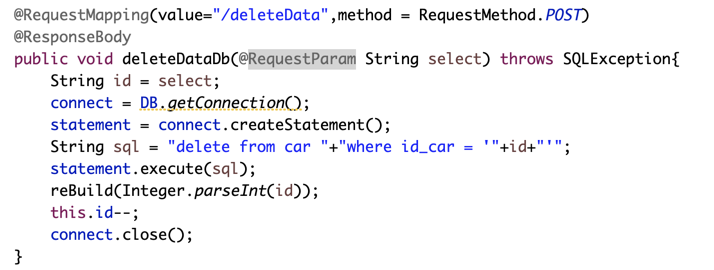 @RequestMapping(value="/deleteData",method = RequestMethod.POST)
@ResponseBody
public void deleteDataDb(@RequestParam String select) throws SQLException{
    String id = select;
    connect = DB.getConnection();
    statement = connect.createStatement();
    String sql = "delete from car "+"where id_car = '"+id+"'";
    statement.execute(sql);
    reBuild(Integer.parseInt(id));
    this.id--;
    connect.close();
}